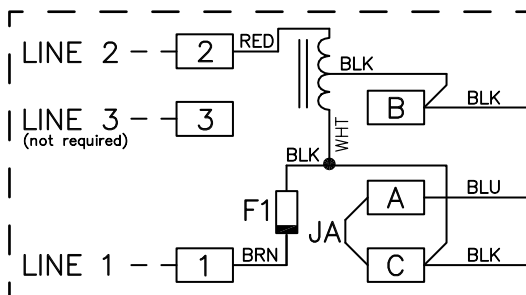 LINE 2
2
RED
BLK
B
BLK
LINE 3
(not required)
3
WHT
BLK
F1
A
BLU
JA
LINE 1
1
BRN
C
BLK